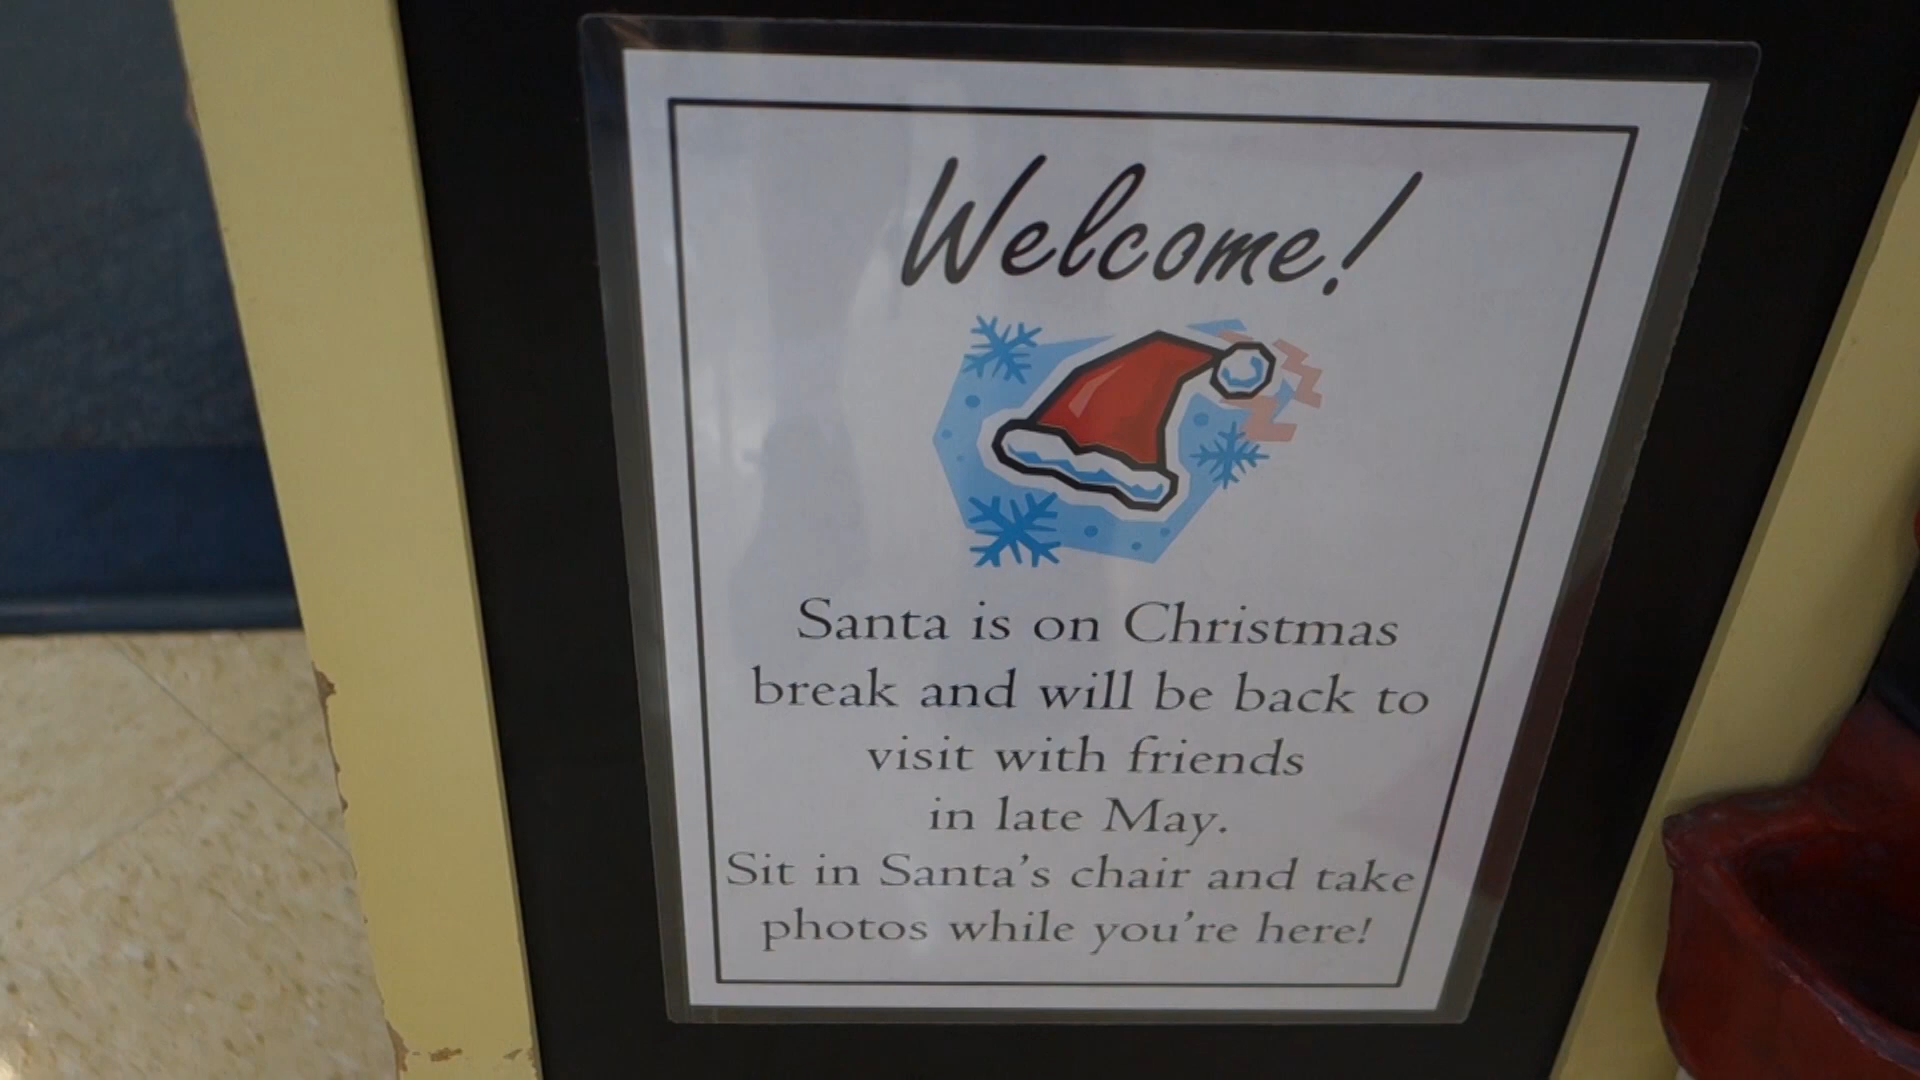 Welcome!
Santa is on Christmas
break and will be back to
visit with friends
in late May.
Sit in Santa's chair and take
photos while you're here!